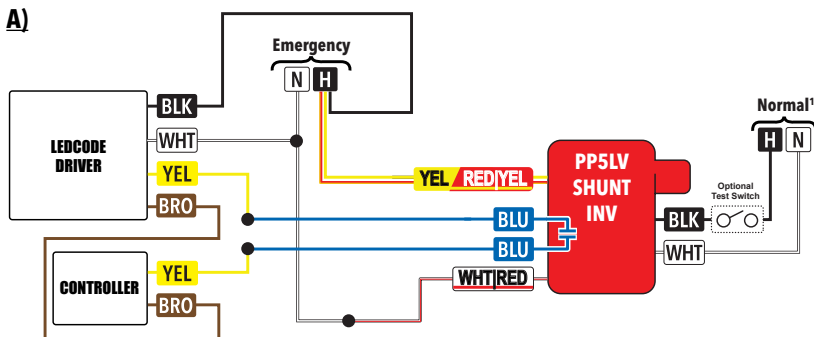 A)
Emergency
N H
BLK
WHT
YEL
BRO
LEDCODE
DRIVER
YEL
BRO
CONTROLLER
YEL RED|YEL
BLU
BLU
WHT|RED
PP5LV
SHUNT
INV
Normal¹
H N
Optional
Test Switch
BLK
WHT